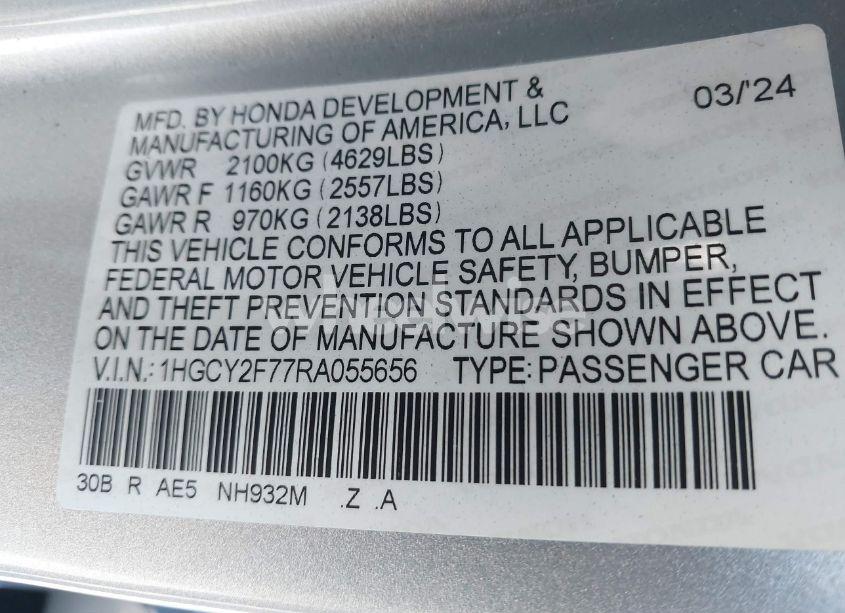 MFD. BY HONDA DEVELOPMENT & 03/'24
MANUFACTURING OF AMERICA, LLC
GVWR 2100KG (4629LBS)
GAWR F 1160KG (2557LBS)
GAWR R 970KG (2138LBS)
THIS VEHICLE CONFORMS TO ALL APPLICABLE
FEDERAL MOTOR VEHICLE SAFETY, BUMPER,
AND THEFT PREVENTION STANDARDS IN EFFECT
ON THE DATE OF MANUFACTURE SHOWN ABOVE.
V.I.N.: 1HGCY2F77RA055656 TYPE: PASSENGER CAR
30B R AE5 NH932M .Z .A